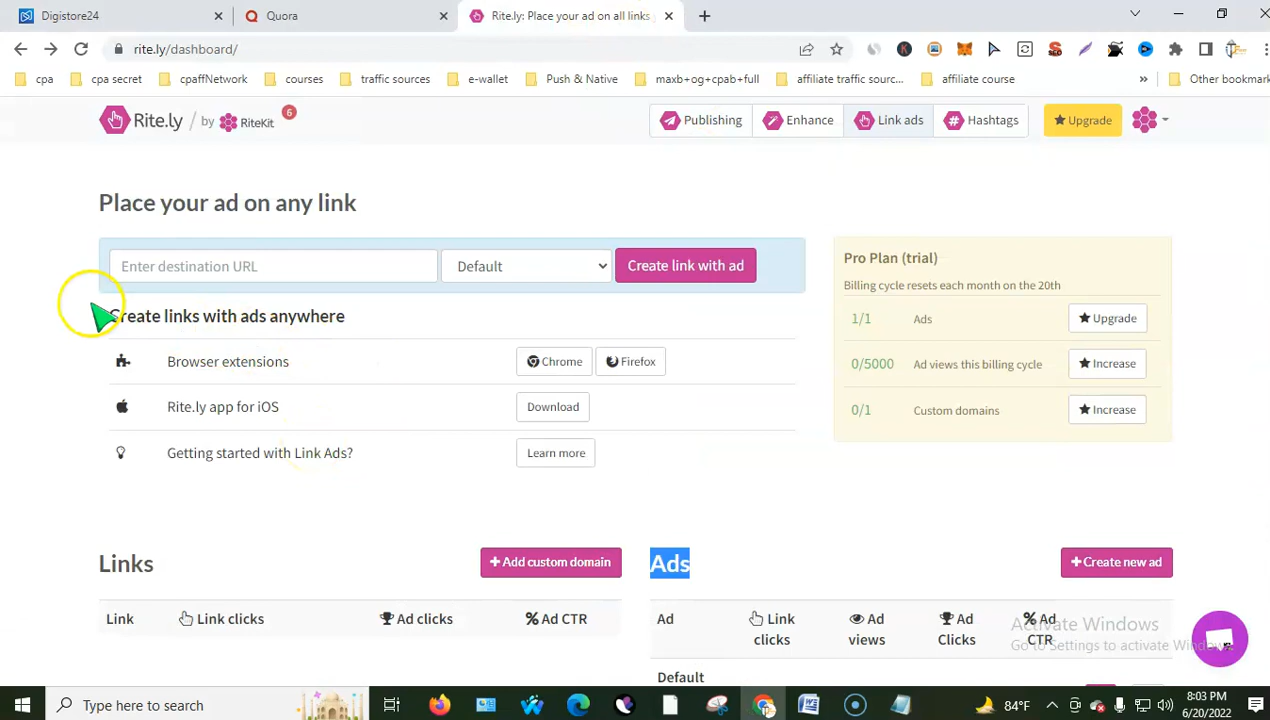 Digistore24
Quora
Rite.ly: Place your ad on all links
rite.ly/dashboard/
cpa
cpa secret
cpaffNetwork
courses
traffic sources
e-wallet
Push & Native
maxb+og+cpab+full
affiliate traffic sourc...
affiliate course
»
Other bookmark
Rite.ly / by RiteKit 6
Publishing
Enhance
Link ads
Hashtags
Upgrade
Place your ad on any link
Enter destination URL
Default
Create link with ad
Create links with ads anywhere
Browser extensions
Chrome
Firefox
Rite.ly app for iOS
Download
Getting started with Link Ads?
Learn more
Pro Plan (trial)
Billing cycle resets each month on the 20th
1/1 Ads Upgrade
0/5000 Ad views this billing cycle Increase
0/1 Custom domains Increase
Links
+ Add custom domain
Link
Link clicks
Ad clicks
% Ad CTR
Ads
+ Create new ad
Ad
Link clicks
Ad views
Ad Clicks
% Ad CTR
Default
Activate Windows
Go to Settings to activate Windows.
Type here to search
84°F
8:03 PM
6/20/2022